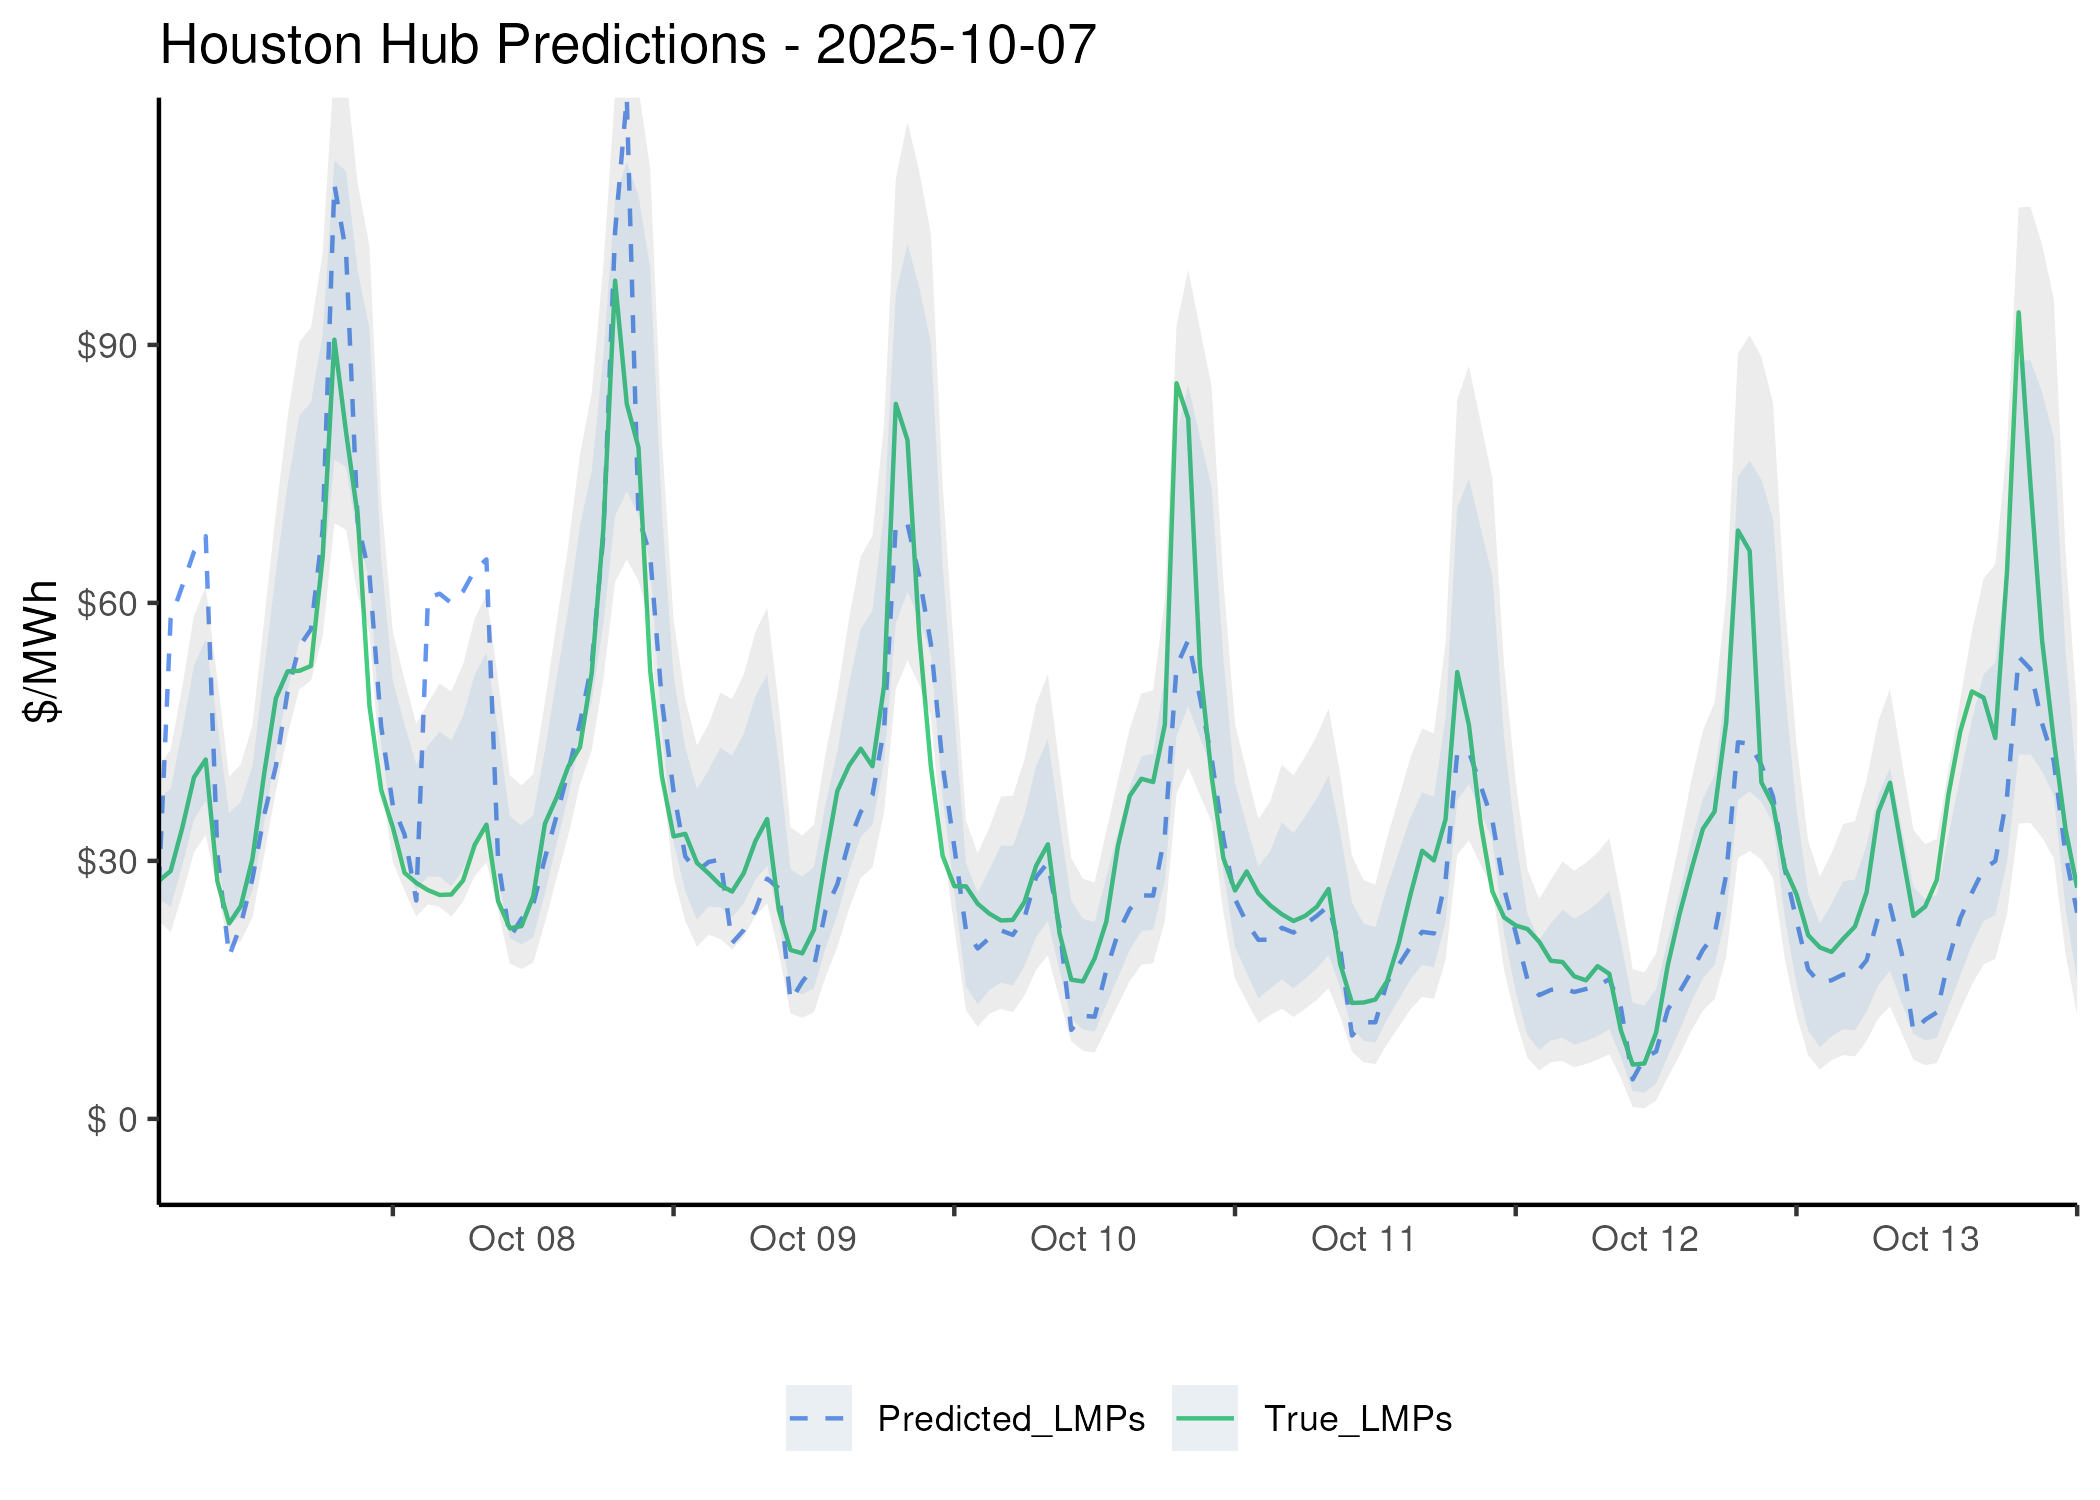 Houston Hub Predictions - 2025-10-07
$/MWh
$90
$60
$30
$ 0
Oct 08
Oct 09
Oct 10
Oct 11
Oct 12
Oct 13
Predicted_LMPs
True_LMPs